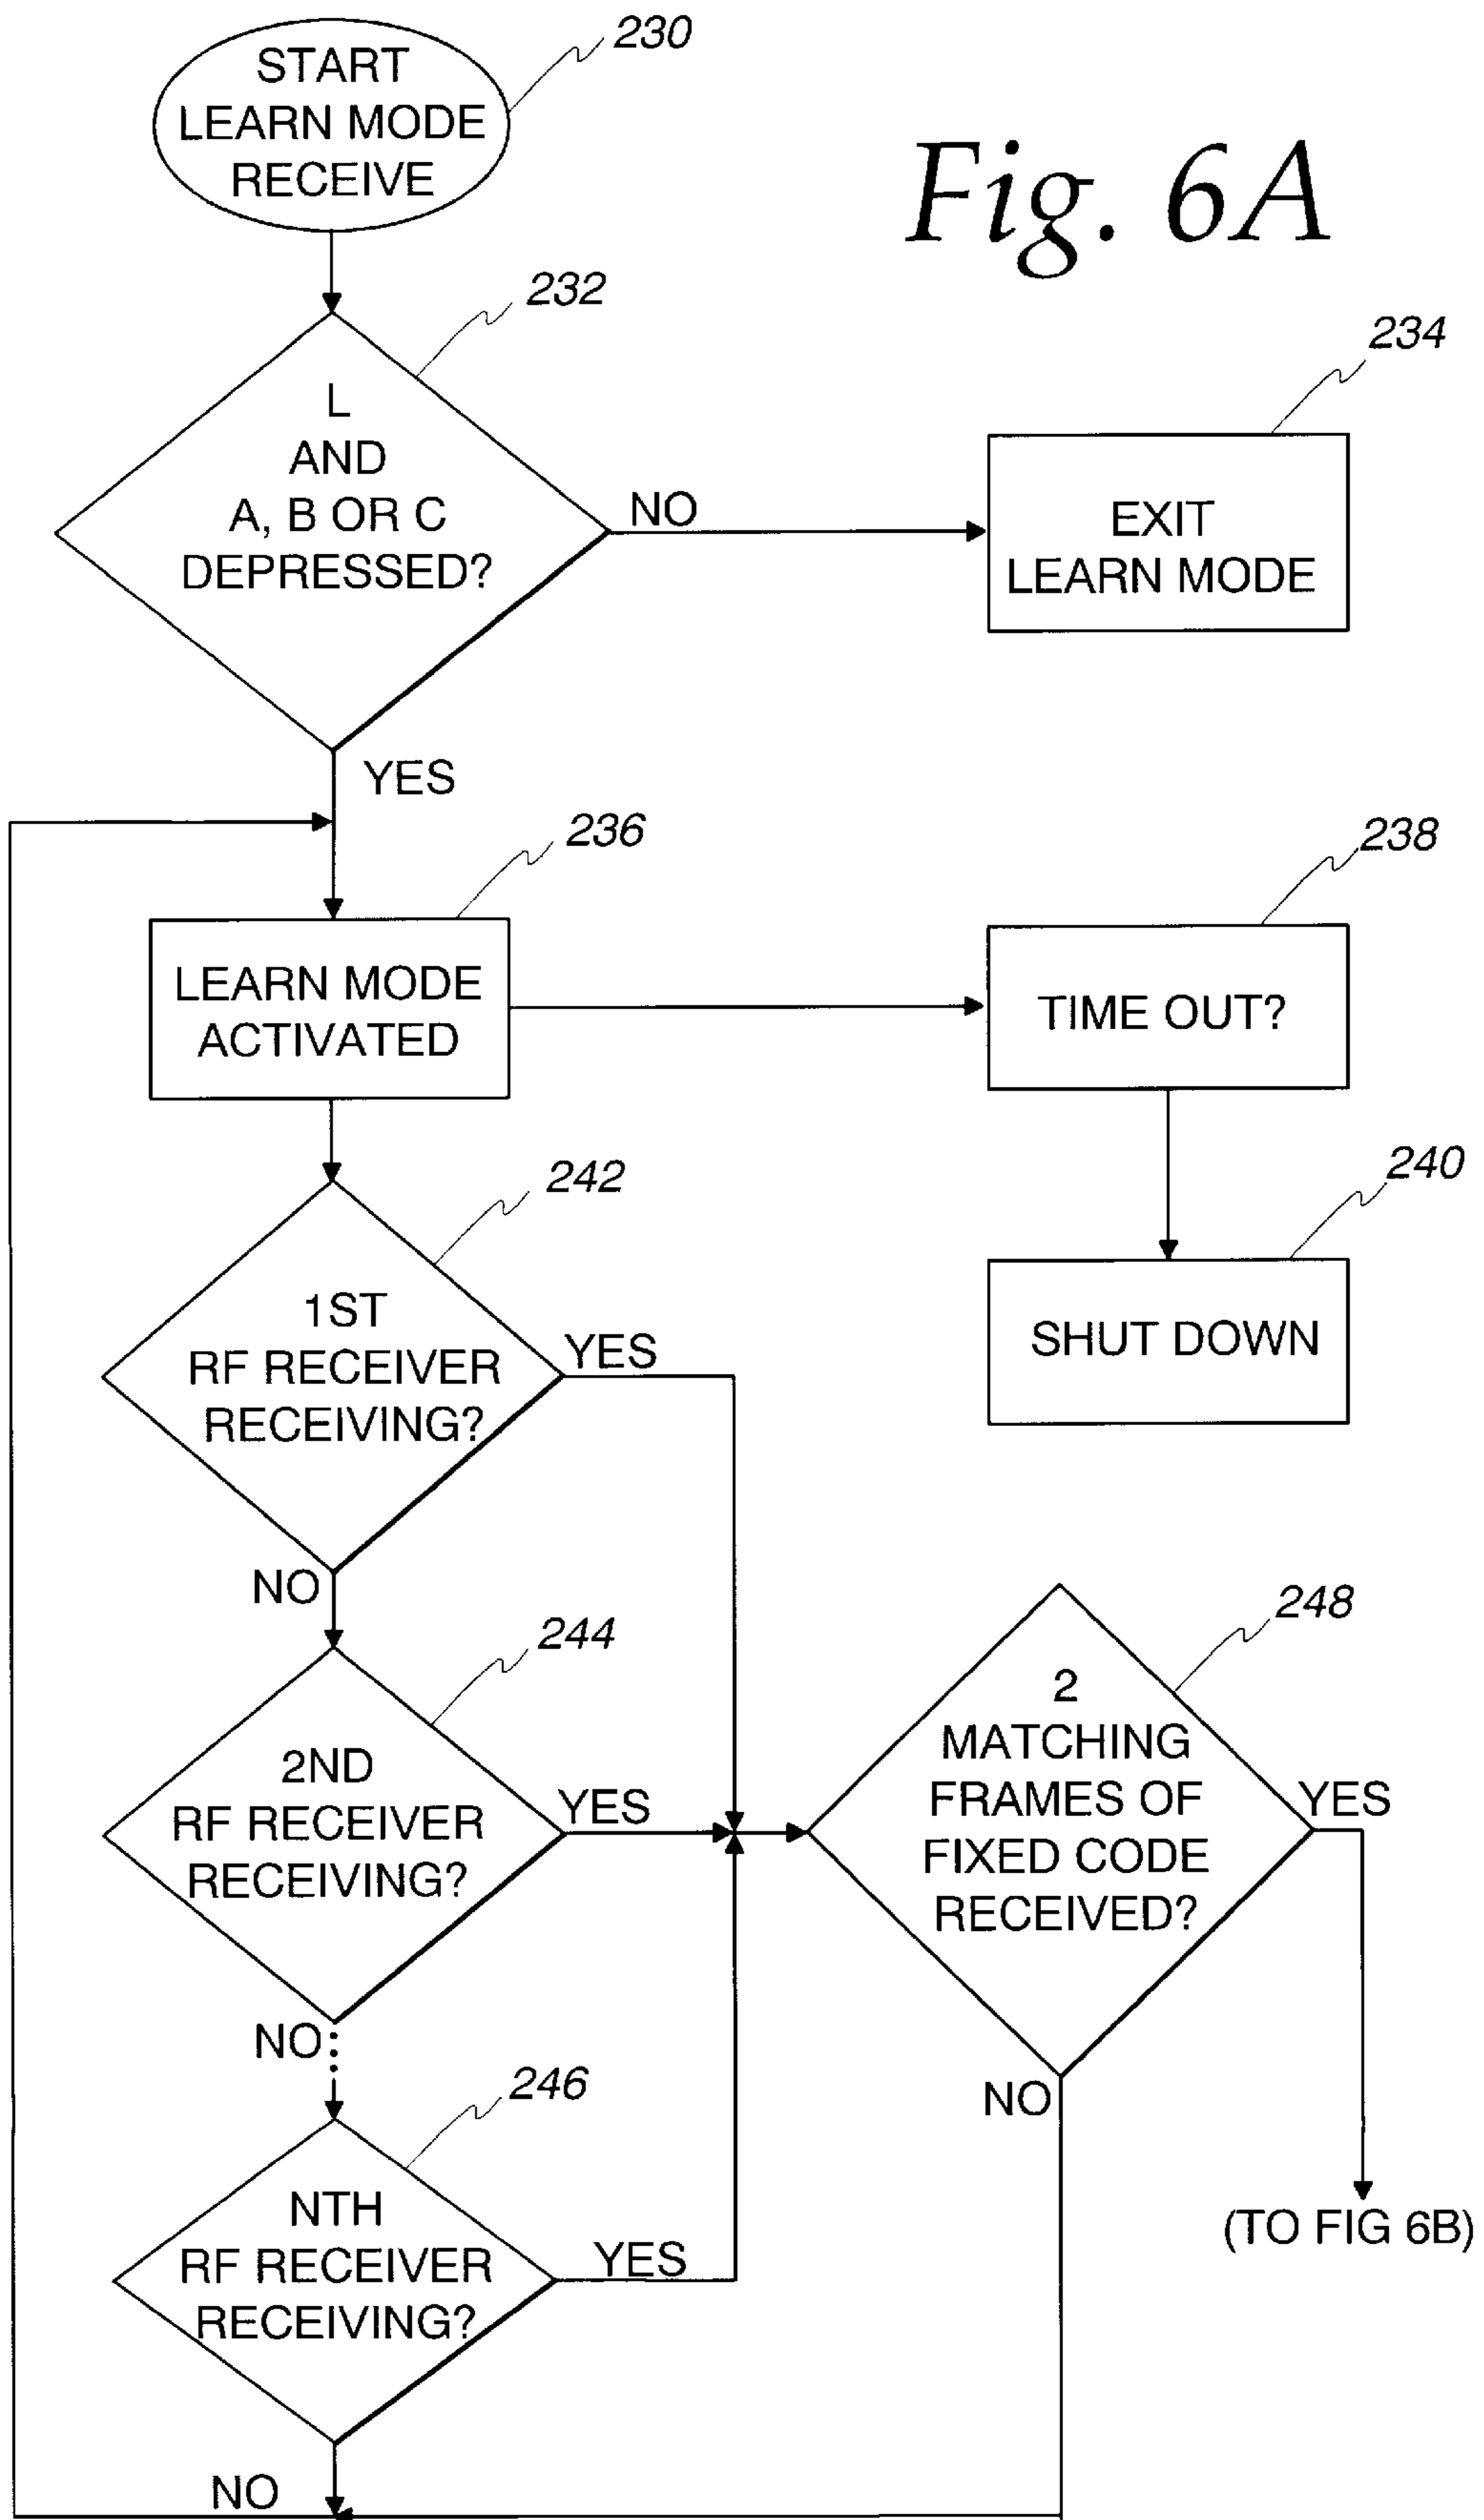 START
LEARN MODE
RECEIVE
230
Fig. 6A
232
L
AND
A, B OR C
DEPRESSED?
NO
234
EXIT
LEARN MODE
YES
236
LEARN MODE
ACTIVATED
238
TIME OUT?
240
SHUT DOWN
242
1ST
RF RECEIVER
RECEIVING?
YES
NO
244
2ND
RF RECEIVER
RECEIVING?
YES
NO
246
NTH
RF RECEIVER
RECEIVING?
YES
NO
248
2
MATCHING
FRAMES OF
FIXED CODE
RECEIVED?
YES
NO
(TO FIG 6B)